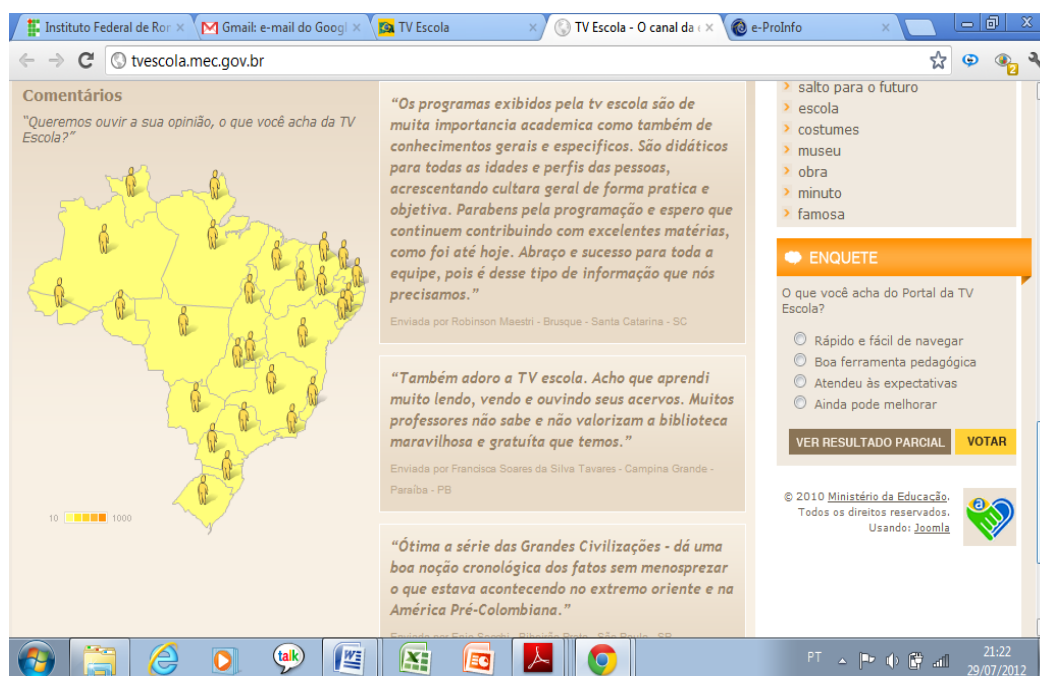 Instituto Federal de Ror
Gmail: e-mail do Googl
TV Escola
TV Escola - O canal da e
e-ProInfo
tvescola.mec.gov.br
Comentários
"Queremos ouvir a sua opinião, o que você acha da TV
Escola?"
10
1000
"Os programas exibidos pela tv escola são de
muita importancia academica como também de
conhecimentos gerais e especificos. São didáticos
para todas as idades e perfis das pessoas,
acrescentando cultara geral de forma pratica e
objetiva. Parabens pela programação e espero que
continuem contribuindo com excelentes matérias,
como foi até hoje. Abraço e sucesso para toda a
equipe, pois é desse tipo de informação que nós
precisamos."
Enviada por Robinson Maestri - Brusque - Santa Catarina - SC
"Também adoro a TV escola. Acho que aprendi
muito lendo, vendo e ouvindo seus acervos. Muitos
professores não sabe e não valorizam a biblioteca
maravilhosa e gratuíta que temos."
Enviada por Francisca Soares da Silva Tavares - Campina Grande -
Paraíba - PB
"Ótima a série das Grandes Civilizações - dá uma
boa noção cronológica dos fatos sem menosprezar
o que estava acontecendo no extremo oriente e na
América Pré-Colombiana."
salto para o futuro
escola
costumes
museu
obra
minuto
famosa
ENQUETE
O que você acha do Portal da TV
Escola?
Rápido e fácil de navegar
Boa ferramenta pedagógica
Atendeu às expectativas
Ainda pode melhorar
VER RESULTADO PARCIAL
VOTAR
© 2010 Ministério da Educação.
Todos os direitos reservados.
Usando: Joomla
talk
PT
21:22
29/07/2012